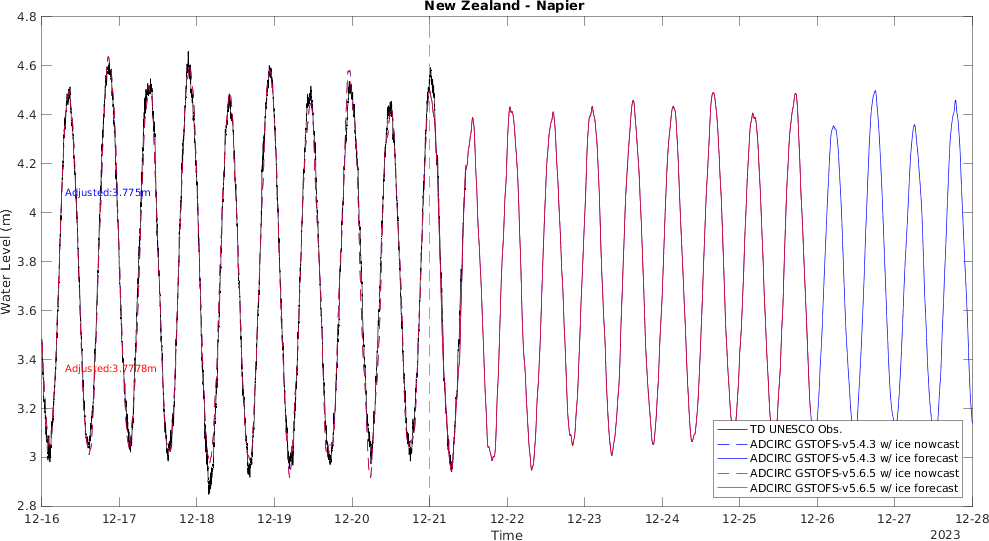 New Zealand - Napier
4.8
4.6
4.4
4.2
4
3.8
3.6
3.4
3.2
3
2.8
Water Level (m)
Adjusted:3.775m
Adjusted:3.7778m
TD UNESCO Obs.
ADCIRC GSTOFS-v5.4.3 w/ ice nowcast
ADCIRC GSTOFS-v5.4.3 w/ ice forecast
ADCIRC GSTOFS-v5.6.5 w/ ice nowcast
ADCIRC GSTOFS-v5.6.5 w/ ice forecast
12-16 12-17 12-18 12-19 12-20 12-21 12-22 12-23 12-24 12-25 12-26 12-27 12-28
Time
2023